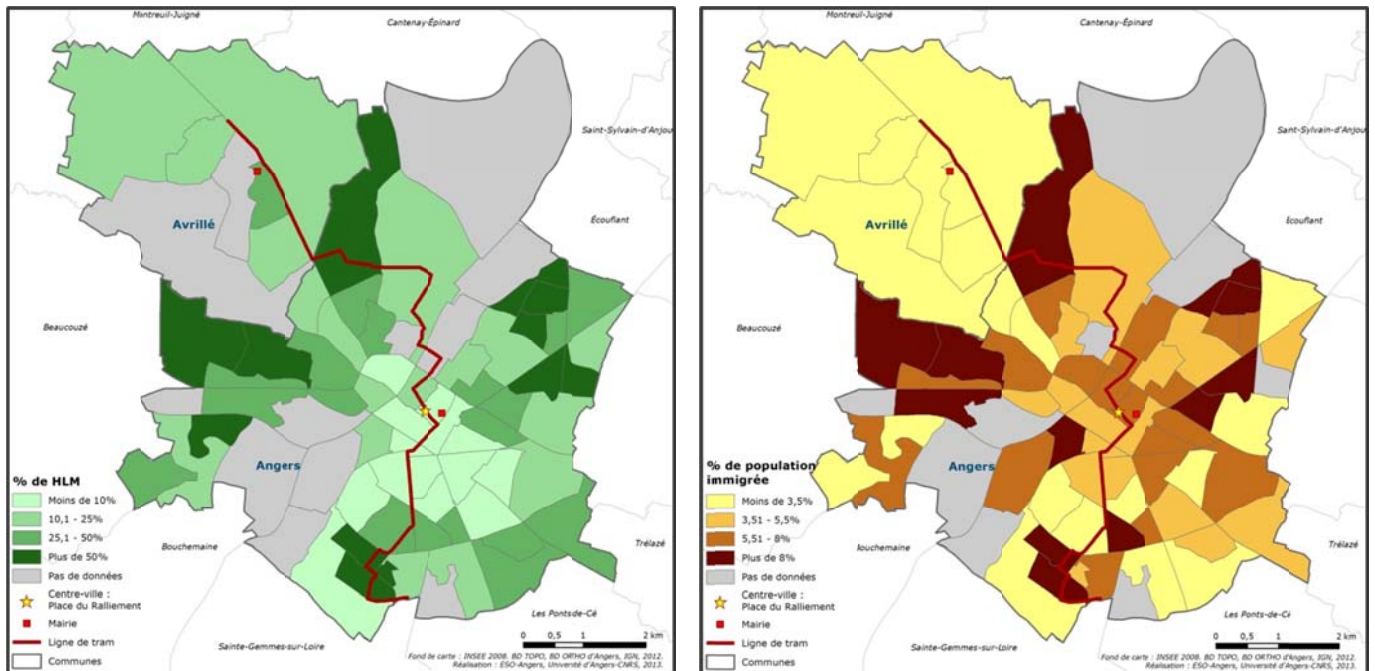 Montreuil-Juigné
Cantenay-Épinard
Saint-Sylvain-d'Anjou
Écouflant
Avrillé
Beaucouzé
Angers
Bouchemaine
Trélazé
Les Ponts-de-Cé
Sainte-Gemmes-sur-Loire
% de HLM
Moins de 10%
10,1 - 25%
25,1 - 50%
Plus de 50%
Pas de données
Centre-ville :
Place du Ralliement
Mairie
Ligne de tram
Communes
0 0,5 1 2 km
Fond de carte : INSEE 2008. BD TOPO, BD ORTHO d'Angers, IGN, 2012.
Réalisation : ESO-Angers, Université d'Angers-CNRS, 2013.
Montreuil-Juigné
Cantenay-Épinard
Saint-Sylvain-d'Anjou
Écouflant
Avrillé
Beaucouzé
Angers
Jouchemaine
Trélazé
Les Ponts-de-Cé
Sainte-Gemmes-sur-Loire
% de population
immigrée
Moins de 3,5%
3,51 - 5,5%
5,51 - 8%
Plus de 8%
Pas de données
Centre-ville :
Place du Ralliement
Mairie
Ligne de tram
Communes
0 0,5 1 2 km
Fond de carte : INSEE 2008. BD TOPO, BD ORTHO d'Angers, IGN, 2012.
Réalisation : ESO-Angers, Université d'Angers-CNRS, 2013.